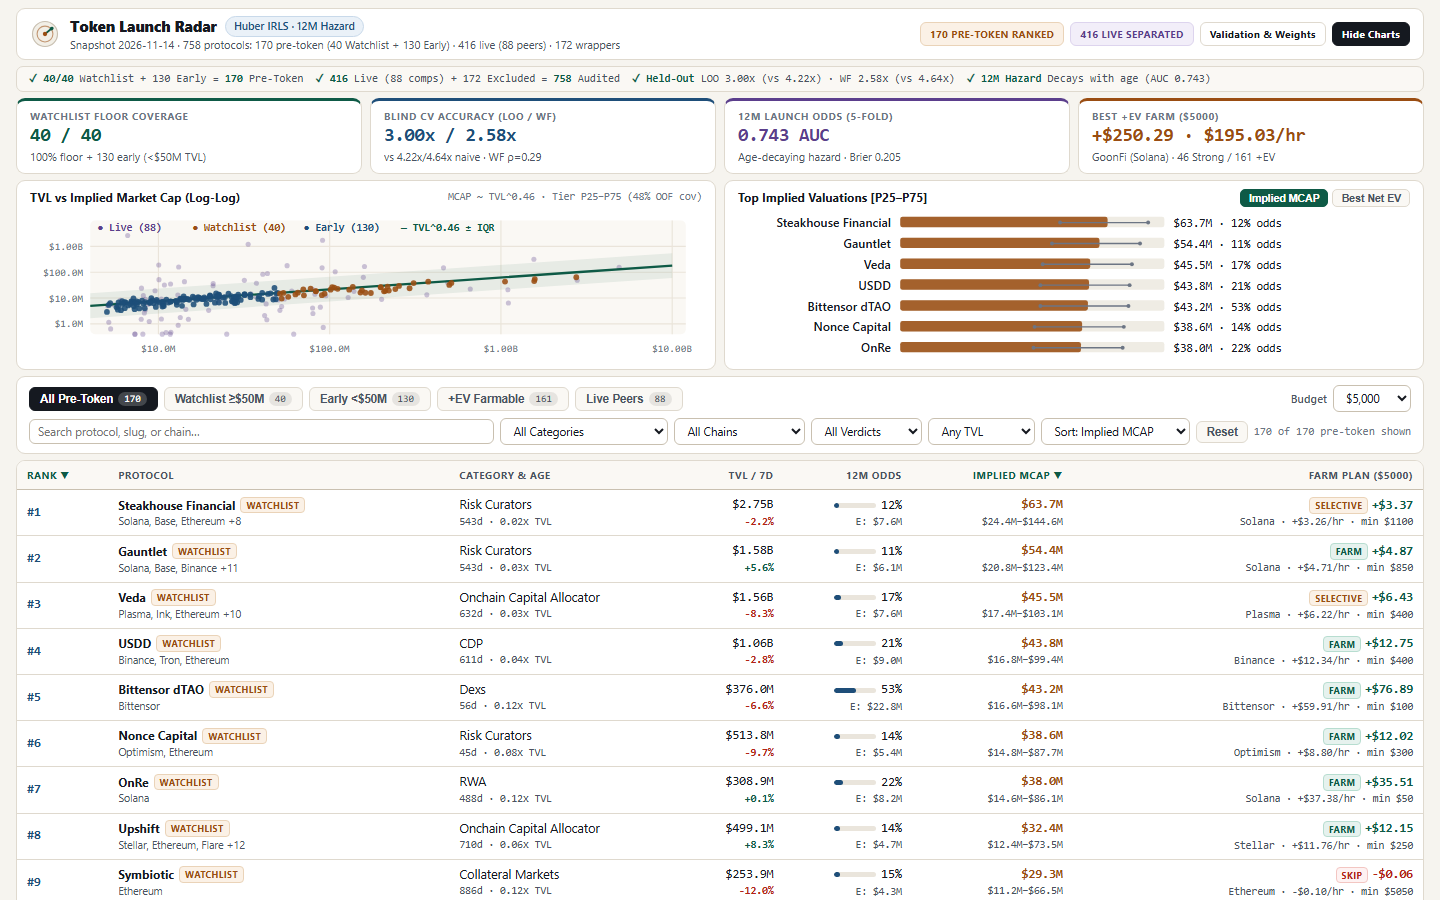 Token Launch Radar
Huber IRLS · 12M Hazard
Snapshot 2026-11-14 · 758 protocols: 170 pre-token (40 Watchlist + 130 Early) · 416 live (88 peers) · 172 wrappers
170 PRE-TOKEN RANKED
416 LIVE SEPARATED
Validation & Weights
Hide Charts
✓ 40/40 Watchlist + 130 Early = 170 Pre-Token ✓ 416 Live (88 comps) + 172 Excluded = 758 Audited ✓ Held-Out LOO 3.00x (vs 4.22x) · WF 2.58x (vs 4.64x) ✓ 12M Hazard Decays with age (AUC 0.743)
WATCHLIST FLOOR COVERAGE
40 / 40
100% floor + 130 early (<$50M TVL)
BLIND CV ACCURACY (LOO / WF)
3.00x / 2.58x
vs 4.22x/4.64x naive · WF ρ=0.29
12M LAUNCH ODDS (5-FOLD)
0.743 AUC
Age-decaying hazard · Brier 0.205
BEST +EV FARM ($5000)
+$250.29 · $195.03/hr
GoonFi (Solana) · 46 Strong / 161 +EV
TVL vs Implied Market Cap (Log-Log)
MCAP ~ TVL^0.46 · Tier P25–P75 (48% OOF cov)
Live (88)
Watchlist (40)
Early (130)
— TVL^0.46 ± IQR
$1.00B
$100.0M
$10.0M
$1.0M
$10.0M
$100.0M
$1.00B
$10.00B
Top Implied Valuations [P25–P75]
Implied MCAP
Best Net EV
Steakhouse Financial $63.7M · 12% odds
Gauntlet $54.4M · 11% odds
Veda $45.5M · 17% odds
USDD $43.8M · 21% odds
Bittensor dTAO $43.2M · 53% odds
Nonce Capital $38.6M · 14% odds
OnRe $38.0M · 22% odds
All Pre-Token 170
Watchlist ≥$50M 40
Early <$50M 130
+EV Farmable 161
Live Peers 88
Budget $5,000
Search protocol, slug, or chain...
All Categories
All Chains
All Verdicts
Any TVL
Sort: Implied MCAP
Reset
170 of 170 pre-token shown
RANK ▼ PROTOCOL CATEGORY & AGE TVL / 7D 12M ODDS IMPLIED MCAP ▼ FARM PLAN ($5000)
#1 Steakhouse Financial WATCHLIST Risk Curators $2.75B 12% $63.7M SELECTIVE +$3.37
Solana, Base, Ethereum +8 543d · 0.02x TVL -2.2% E: $7.6M $24.4M–$144.6M Solana · +$3.26/hr · min $1100
#2 Gauntlet WATCHLIST Risk Curators $1.58B 11% $54.4M FARM +$4.87
Solana, Base, Binance +11 543d · 0.03x TVL +5.6% E: $6.1M $20.8M–$123.4M Solana · +$4.71/hr · min $850
#3 Veda WATCHLIST Onchain Capital Allocator $1.56B 17% $45.5M SELECTIVE +$6.43
Plasma, Ink, Ethereum +10 632d · 0.03x TVL -8.3% E: $7.6M $17.4M–$103.1M Plasma · +$6.22/hr · min $400
#4 USDD WATCHLIST CDP $1.06B 21% $43.8M FARM +$12.75
Binance, Tron, Ethereum 611d · 0.04x TVL -2.8% E: $9.0M $16.8M–$99.4M Binance · +$12.34/hr · min $400
#5 Bittensor dTAO WATCHLIST Dexs $376.0M 53% $43.2M FARM +$76.89
Bittensor 56d · 0.12x TVL -6.6% E: $22.8M $16.6M–$98.1M Bittensor · +$59.91/hr · min $100
#6 Nonce Capital WATCHLIST Risk Curators $513.8M 14% $38.6M FARM +$12.02
Optimism, Ethereum 45d · 0.08x TVL -9.7% E: $5.4M $14.8M–$87.7M Optimism · +$8.80/hr · min $300
#7 OnRe WATCHLIST RWA $308.9M 22% $38.0M FARM +$35.51
Solana 488d · 0.12x TVL +0.1% E: $8.2M $14.6M–$86.1M Solana · +$37.38/hr · min $50
#8 Upshift WATCHLIST Onchain Capital Allocator $499.1M 14% $32.4M FARM +$12.15
Stellar, Ethereum, Flare +12 710d · 0.06x TVL +8.3% E: $4.7M $12.4M–$73.5M Stellar · +$11.76/hr · min $250
#9 Symbiotic WATCHLIST Collateral Markets $253.9M 15% $29.3M SKIP -$0.06
Ethereum 886d · 0.12x TVL -12.0% E: $4.3M $11.2M–$66.5M Ethereum · -$0.10/hr · min $5050